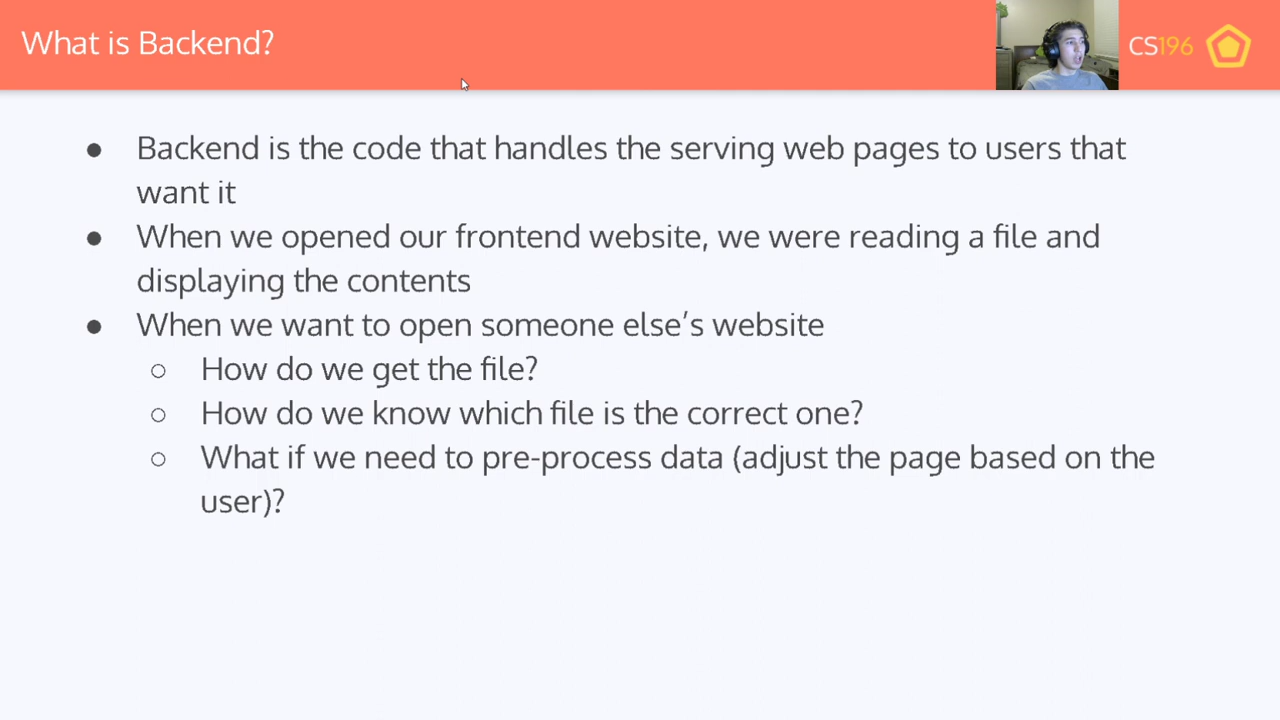 What is Backend?
CS196
● Backend is the code that handles the serving web pages to users that
want it
● When we opened our frontend website, we were reading a file and
displaying the contents
● When we want to open someone else’s website
○ How do we get the file?
○ How do we know which file is the correct one?
○ What if we need to pre-process data (adjust the page based on the
user)?